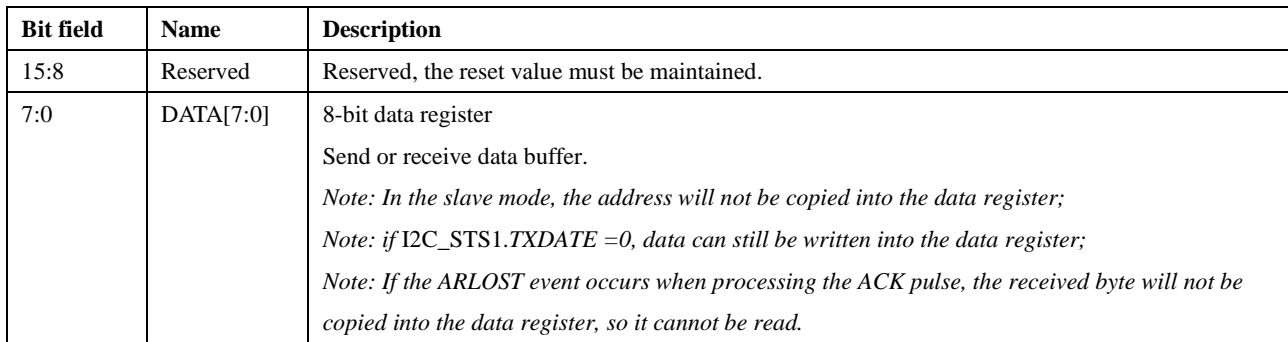 Bit field Name Description
15:8 Reserved Reserved, the reset value must be maintained.
7:0 DATA[7:0] 8-bit data register
Send or receive data buffer.
Note: In the slave mode, the address will not be copied into the data register;
Note: if I2C_STS1.TXDATE =0, data can still be written into the data register;
Note: If the ARLOST event occurs when processing the ACK pulse, the received byte will not be
copied into the data register, so it cannot be read.